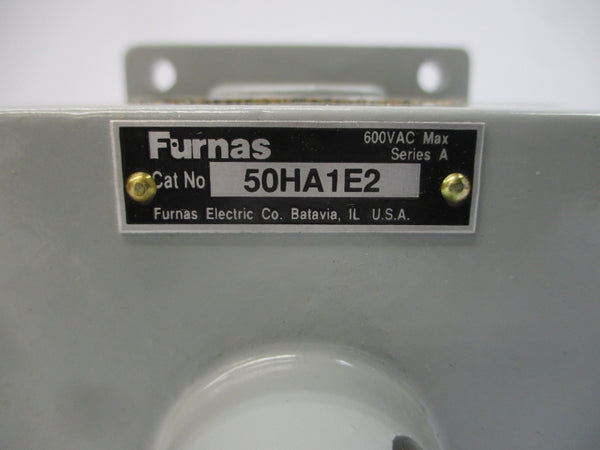 Furnas
600VAC Max
Series A
Cat No 50HA1E2
Furnas Electric Co. Batavia, IL U.S.A.